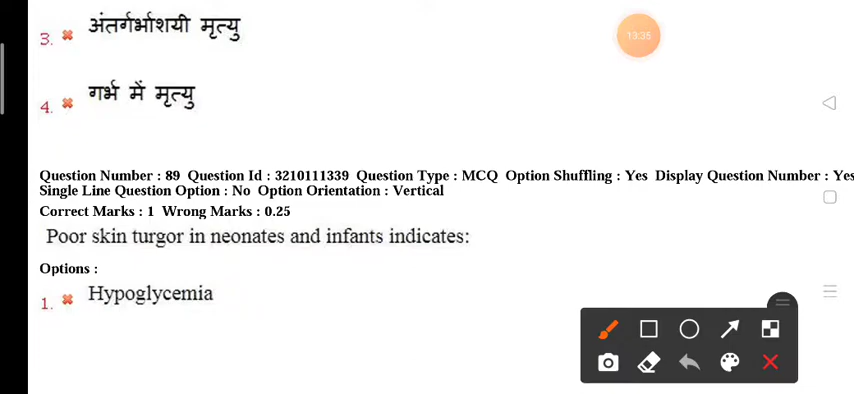 3. अंतर्गर्भाशयी मृत्यु
19:35
4. गर्भ में मृत्यु
Question Number : 89 Question Id : 3210111339 Question Type : MCQ Option Shuffling : Yes Display Question Number : Yes
Single Line Question Option : No Option Orientation : Vertical
Correct Marks : 1 Wrong Marks : 0.25
Poor skin turgor in neonates and infants indicates:
Options :
1. Hypoglycemia